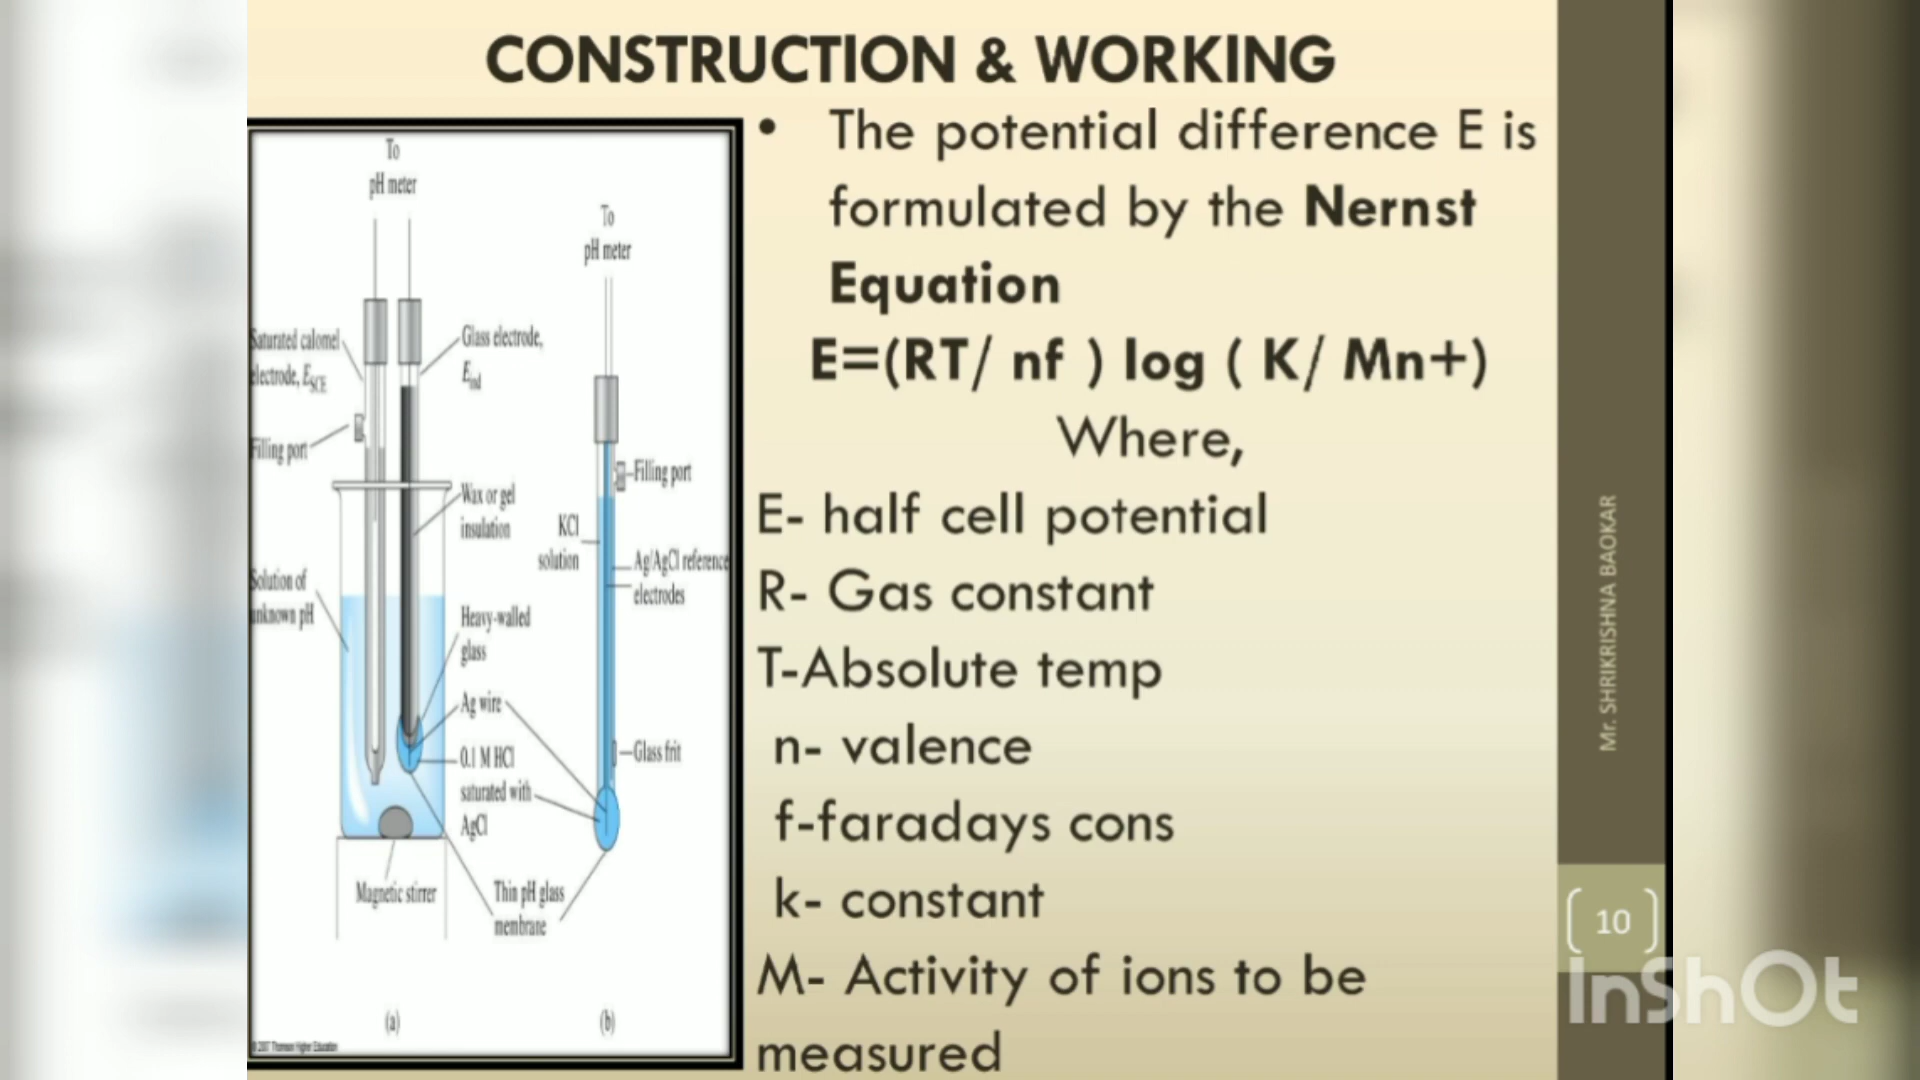 CONSTRUCTION & WORKING
To
pH meter
To
pH meter
Saturated calomel
electrode, ESCE
Glass electrode,
Eind
Filling port
Filling port
Wax or gel
insulation
KCl
solution
Ag/AgCl reference
electrodes
Solution of
unknown pH
Heavy-walled
glass
Ag wire
Glass frit
0.1 M HCl
saturated with
AgCl
Magnetic stirrer
Thin pH glass
membrane
(a)
(b)
© 2007 Thomson Higher Education
• The potential difference E is
formulated by the Nernst
Equation
E=(RT/ nf ) log ( K/ Mn+)
Where,
E- half cell potential
R- Gas constant
T-Absolute temp
n- valence
f-faradays cons
k- constant
M- Activity of ions to be
measured
Mr. SHRIKRISHNA BAOKAR
10
InShOt